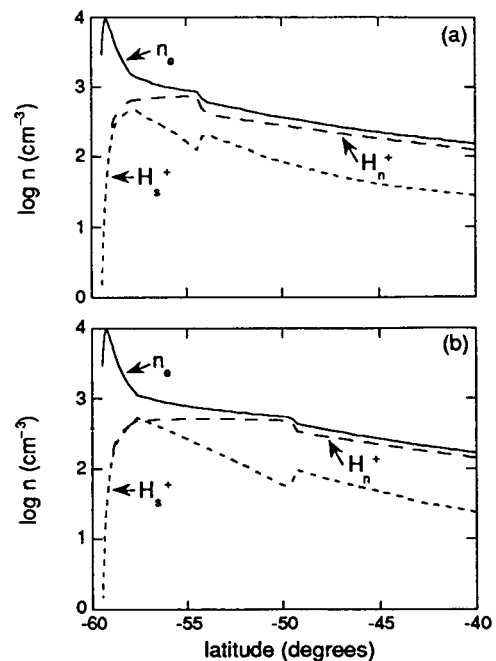 (a)
4
3
2
1
0
log n (cm⁻³)
nₑ
Hₛ⁺
Hₙ⁺
(b)
4
3
2
1
0
log n (cm⁻³)
nₑ
Hₛ⁺
Hₙ⁺
-60 -55 -50 -45 -40
latitude (degrees)